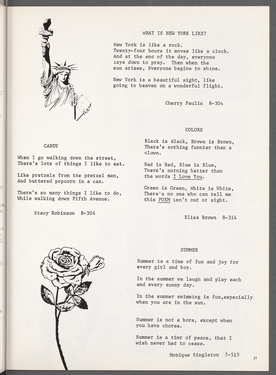 WHAT IS NEW YORK LIKE?
New York is like a rock.
Twenty-four hours it moves like a clock.
And at the end of the day, everyone
lays down to pray. Then when the
sun arises, Everyone begins to shine.
New York is a beautiful sight, like
going to heaven on a wonderful flight.
Cherry Paulin 8-304
CANDY
When I go walking down the street,
There's lots of things I like to eat.
Like pretzels from the pretzel man,
And buttered popcorn in a can.
There's so many things I like to do,
While walking down Fifth Avenue.
Stacy Robinson 8-304
COLORS
Black is Slack, Brown is Brown,
There's nothing funnier than a
clown.
Red is Red, Blue is Blue,
There's nothing better than
the words I Love You.
Green is Green, White is White,
There's no one who can tell me
this POEM isn't out of sight.
Elise Brown 8-314
SUMMER
Summer is a time of fun and joy for
every girl and boy.
In the summer we laugh and play each
and every sunny day.
In the summer swimming is fun,especially
when you are in the sun.
Summer is not a bore, except when
you have chores.
Summer is a time of peace, that I
wish never had to cease.
Monique Singleton 7-515